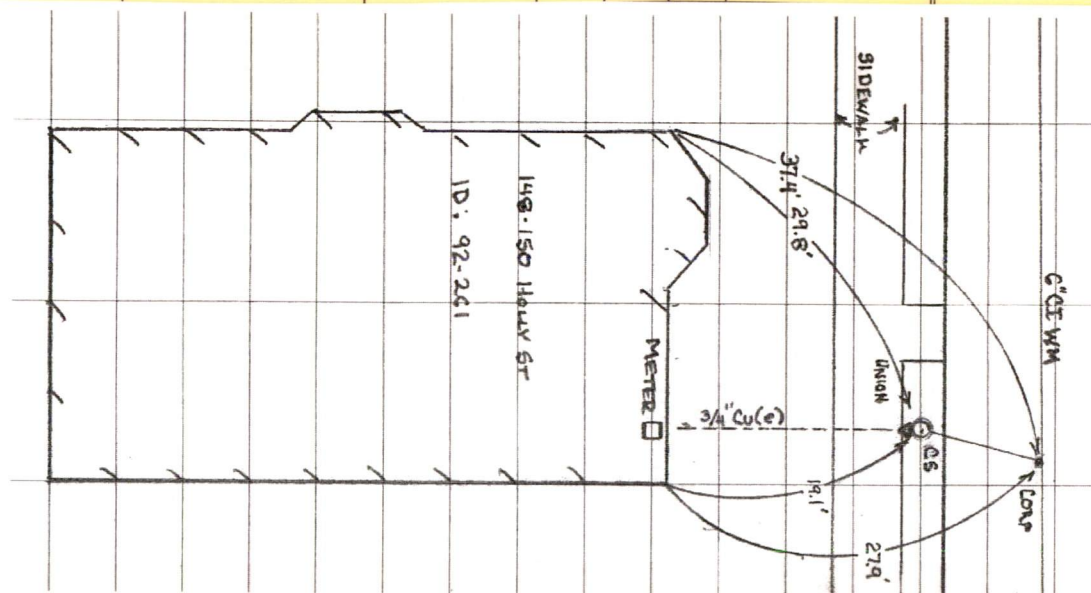 SIDEWALK
37.4'
29.8'
6"CI WM
148-150 HOLLY ST
ID: 92-261
METER
3/4" CU(e)
UNION
CS
CORP
19.1'
27.9'